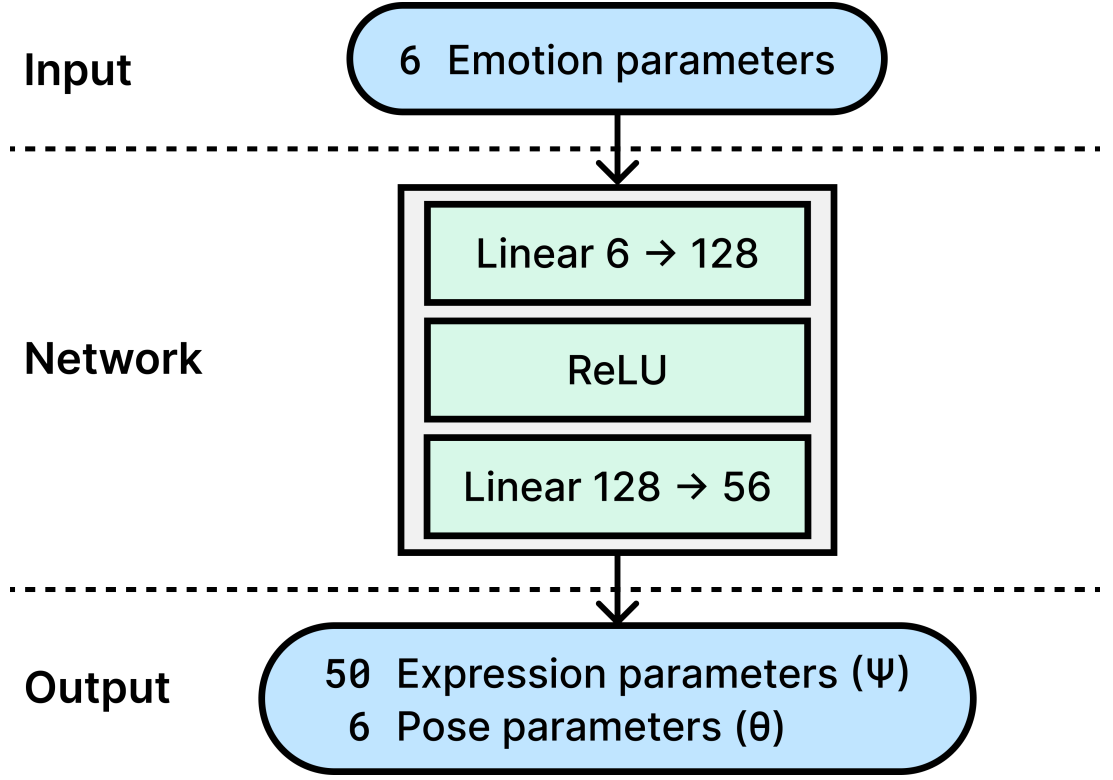 Input
6 Emotion parameters
Network
Linear 6 → 128
ReLU
Linear 128 → 56
Output
50 Expression parameters (Ψ)
6 Pose parameters (θ)